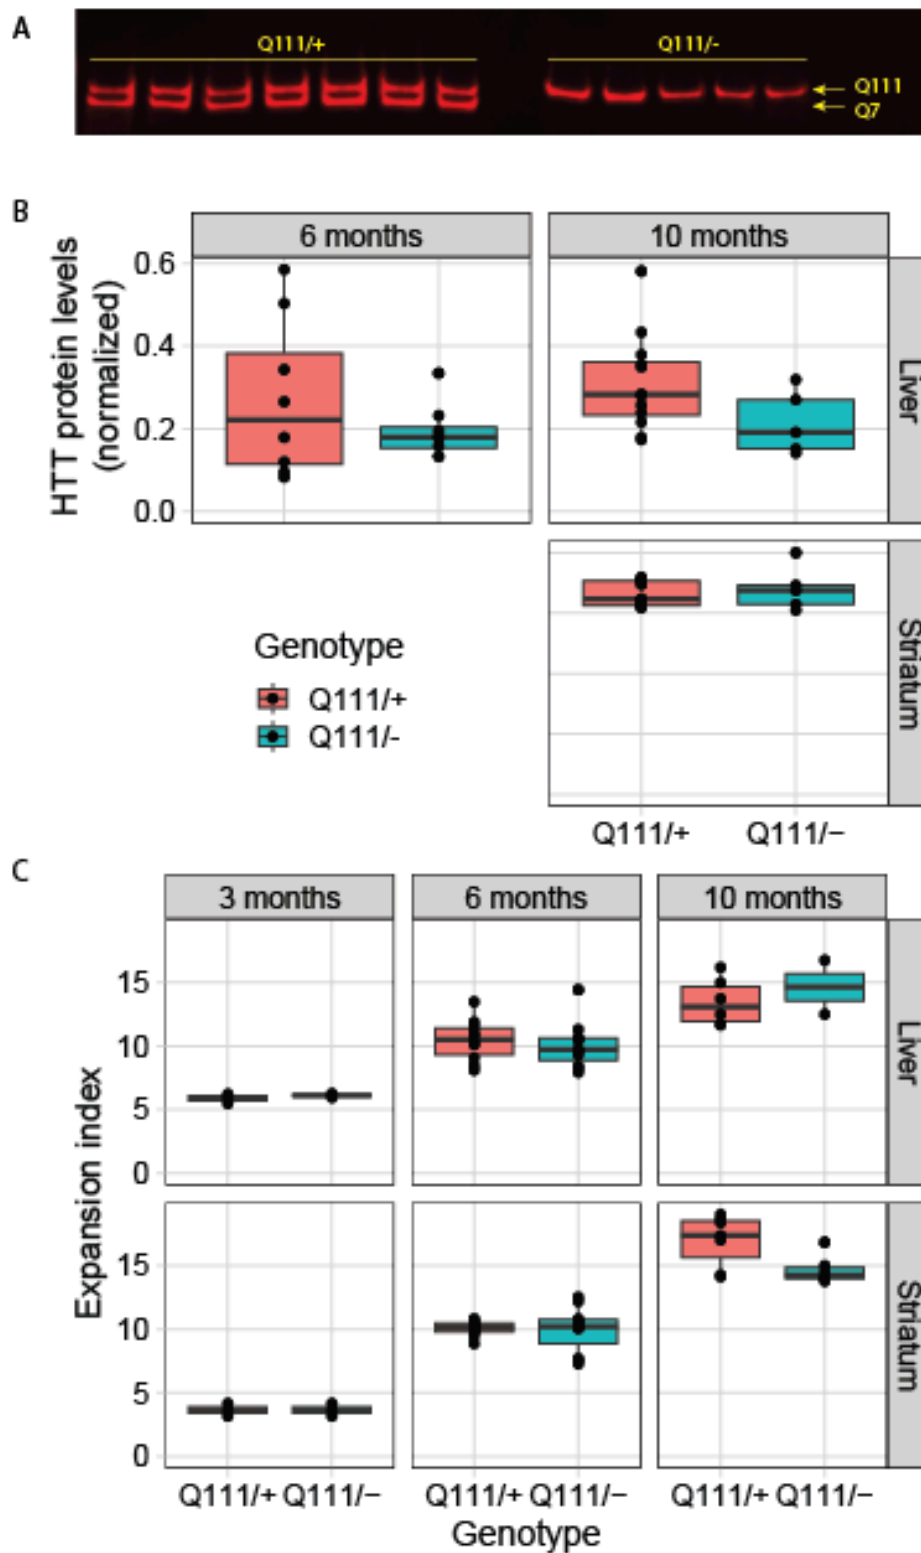 A
Q111/+ Q111/-
Q111
Q7
B
6 months 10 months
HTT protein levels
(normalized)
0.6
0.4
0.2
0.0
Liver
Striatum
Genotype
Q111/+
Q111/-
Q111/+ Q111/−
C
3 months 6 months 10 months
Expansion index
15
10
5
0
Liver
15
10
5
0
Striatum
Q111/+ Q111/− Q111/+ Q111/− Q111/+ Q111/−
Genotype